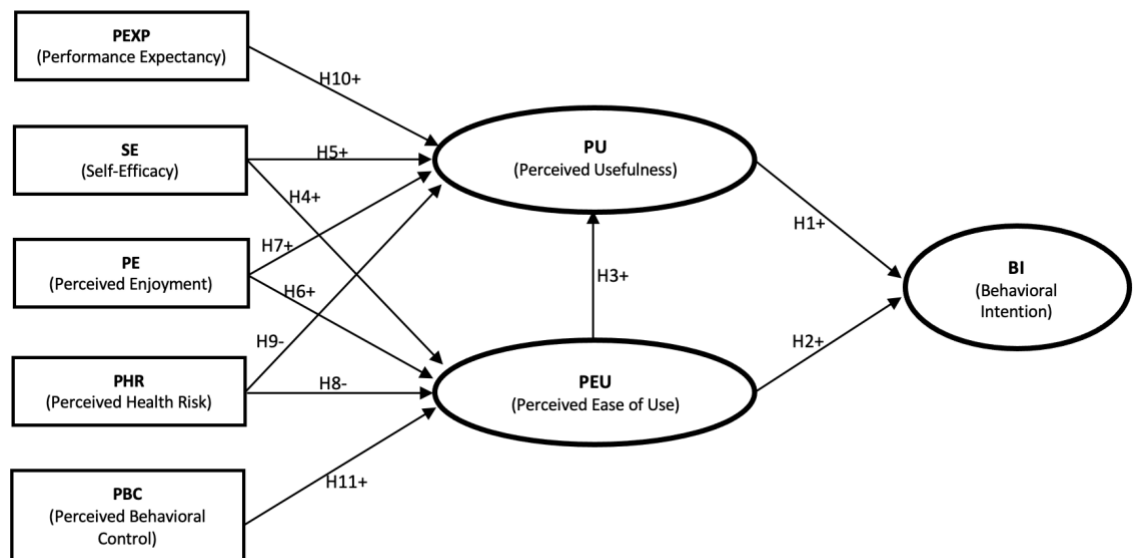 PEXP
(Performance Expectancy)
H10+
SE
(Self-Efficacy)
H5+
H4+
PU
(Perceived Usefulness)
H1+
PE
(Perceived Enjoyment)
H7+
H6+
H3+
BI
(Behavioral
Intention)
H9-
H2+
PHR
(Perceived Health Risk)
H8-
PEU
(Perceived Ease of Use)
H11+
PBC
(Perceived Behavioral
Control)